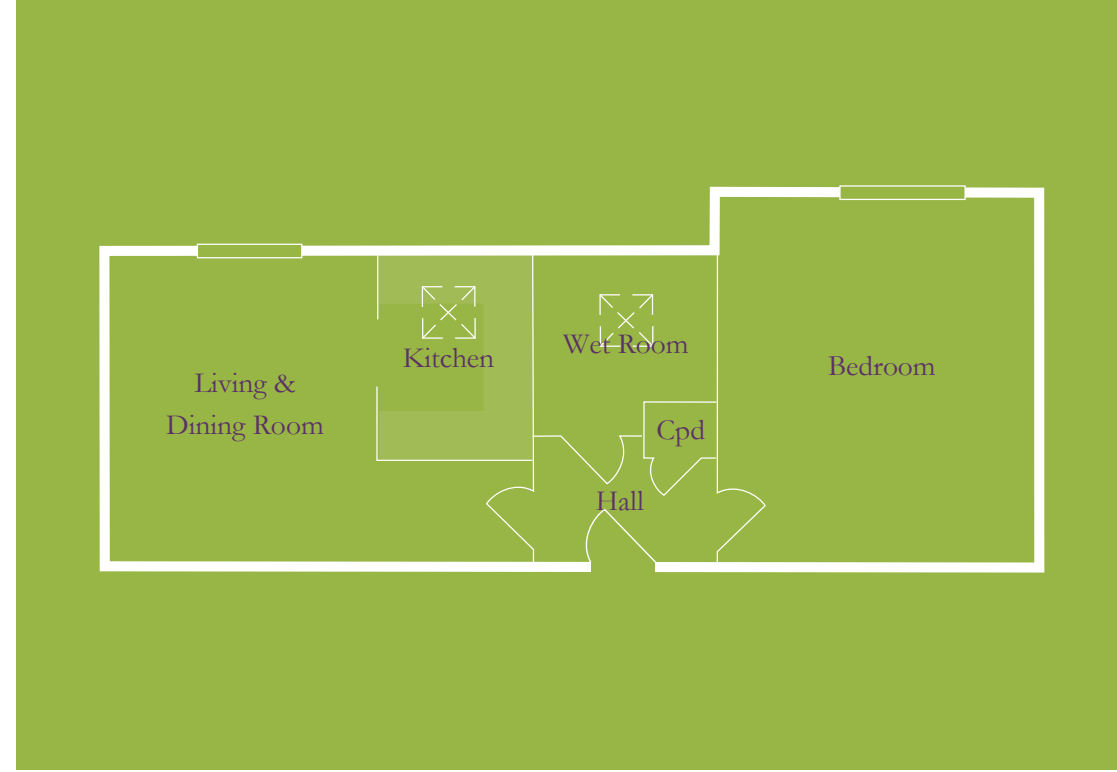 Living &
Dining Room
Kitchen
Wet Room
Cpd
Hall
Bedroom